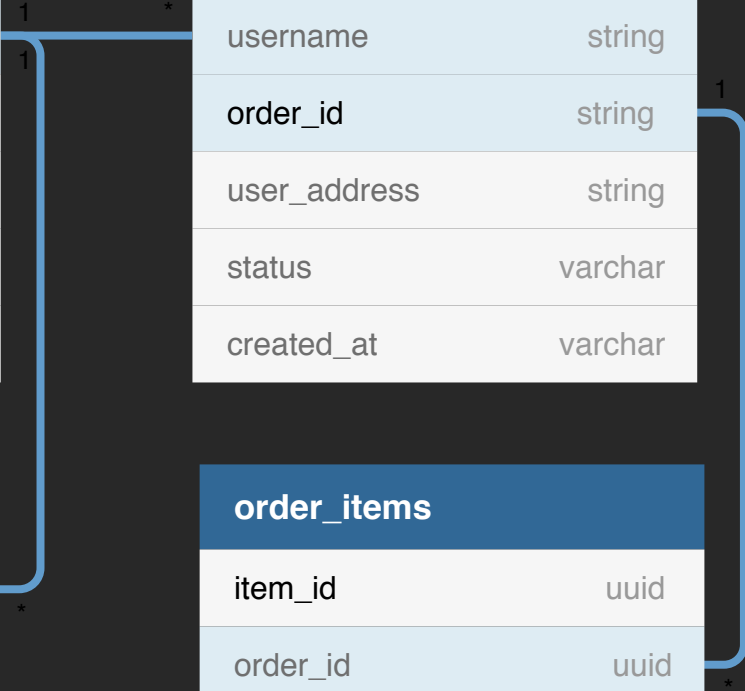 1 *
username string
1
order_id string
1
user_address string
status varchar
created_at varchar
order_items
item_id uuid
*
order_id uuid
*